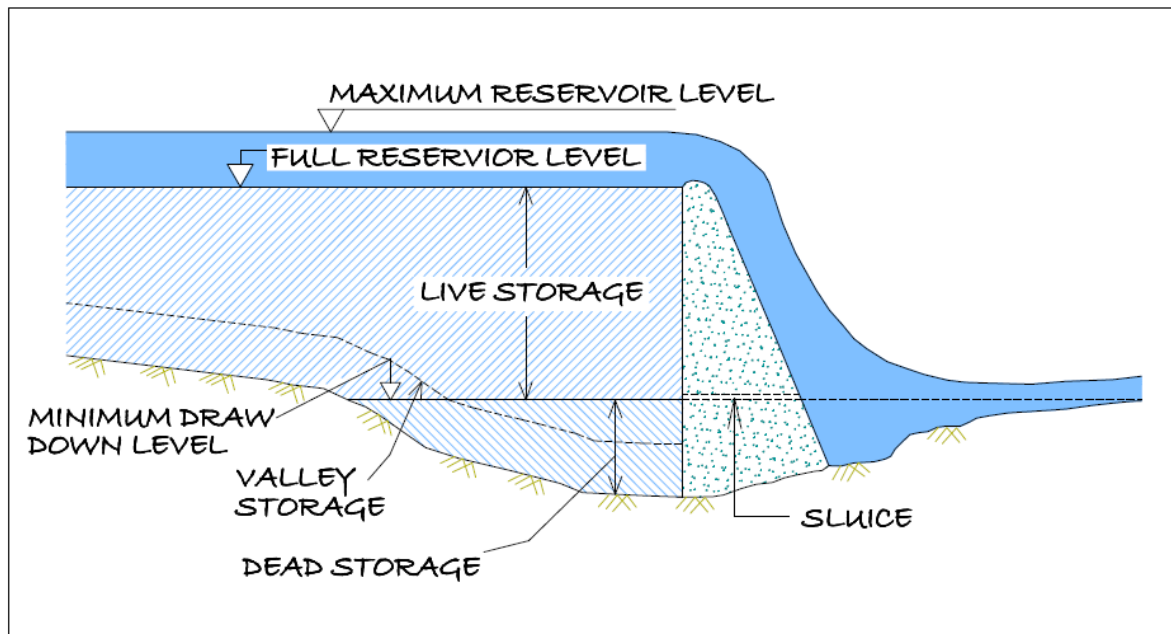 MAXIMUM RESERVOIR LEVEL
FULL RESERVIOR LEVEL
LIVE STORAGE
MINIMUM DRAW
DOWN LEVEL
VALLEY
STORAGE
SLUICE
DEAD STORAGE